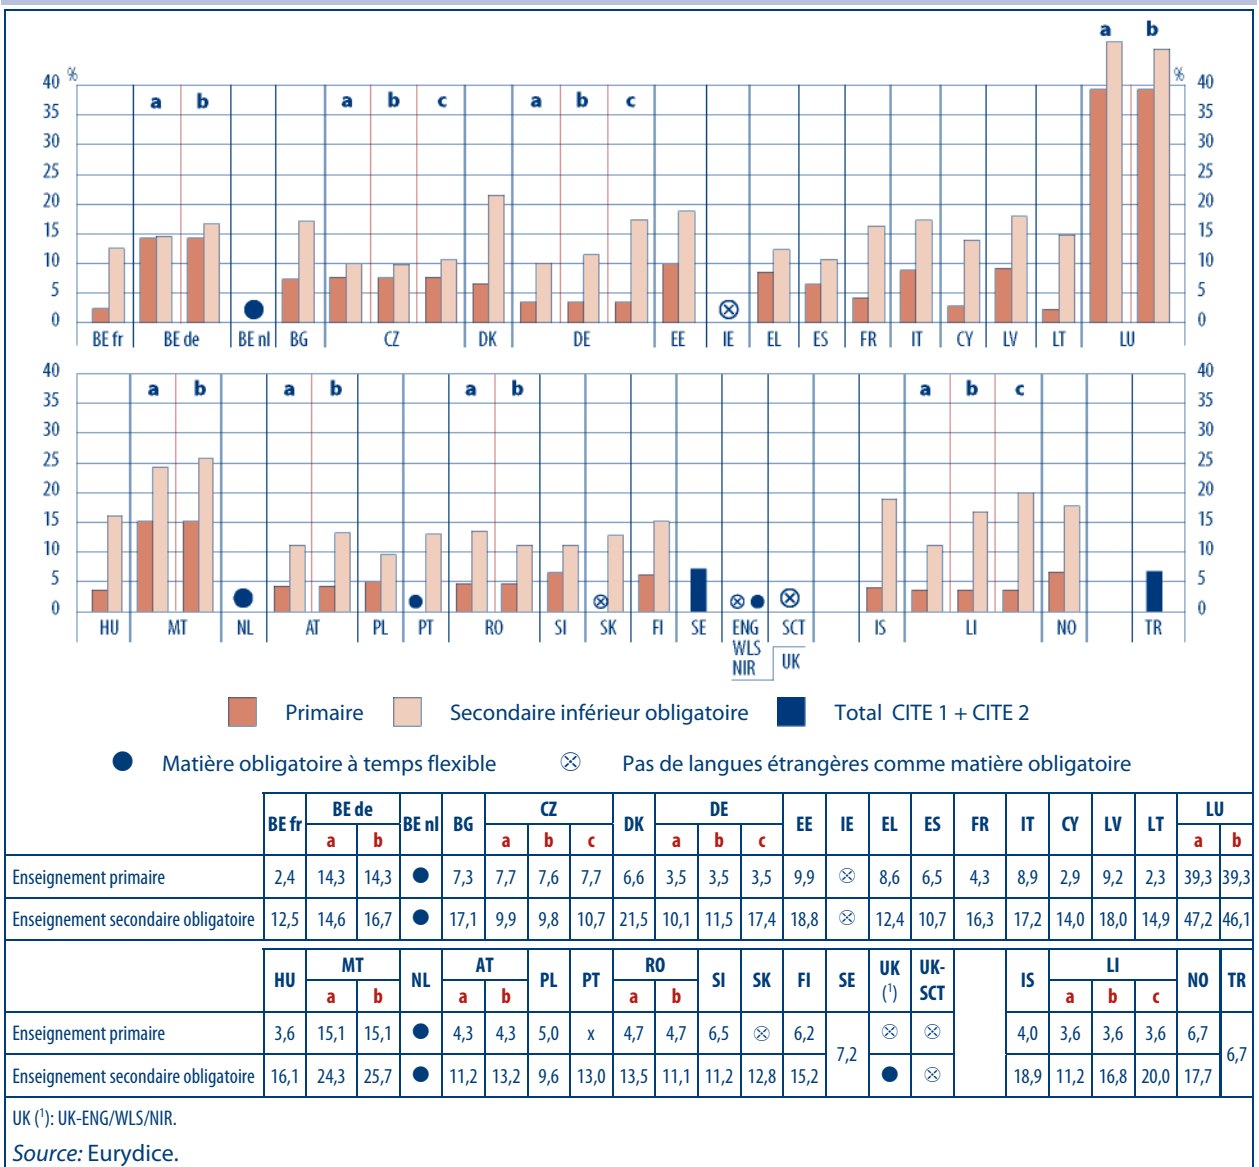 a b
% %
40 a b a b c a b c 40
35 35
30 30
25 25
20 20
15 15
10 10
5 5
0 0
BE fr BE de BE nl BG CZ DK DE EE IE EL ES FR IT CY LV LT LU
40 a b a b a b a b c 40
35 35
30 30
25 25
20 20
15 15
10 10
5 5
0 0
HU MT NL AT PL PT RO SI SK FI SE ENG SCT IS LI NO TR
WLS UK
NIR
Primaire Secondaire inférieur obligatoire Total CITE 1 + CITE 2
● Matière obligatoire à temps flexible ⊗ Pas de langues étrangères comme matière obligatoire
BE fr BE de BE nl BG CZ DK DE EE IE EL ES FR IT CY LV LT LU
a b a b c a b c a b
Enseignement primaire 2,4 14,3 14,3 ● 7,3 7,7 7,6 7,7 6,6 3,5 3,5 3,5 9,9 ⊗ 8,6 6,5 4,3 8,9 2,9 9,2 2,3 39,3 39,3
Enseignement secondaire obligatoire 12,5 14,6 16,7 ● 17,1 9,9 9,8 10,7 21,5 10,1 11,5 17,4 18,8 ⊗ 12,4 10,7 16,3 17,2 14,0 18,0 14,9 47,2 46,1
HU MT NL AT PL PT RO SI SK FI SE UK (1) UK-SCT IS LI NO TR
a b a b a b a b c
Enseignement primaire 3,6 15,1 15,1 ● 4,3 4,3 5,0 x 4,7 4,7 6,5 ⊗ 6,2 7,2 ⊗ ⊗ 4,0 3,6 3,6 3,6 6,7 6,7
Enseignement secondaire obligatoire 16,1 24,3 25,7 ● 11,2 13,2 9,6 13,0 13,5 11,1 11,2 12,8 15,2 ● ⊗ 18,9 11,2 16,8 20,0 17,7
UK (1): UK-ENG/WLS/NIR.
Source: Eurydice.